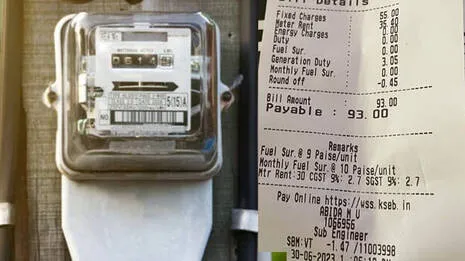 5(15)A
NO
Bill Details
Fixed Charges 55.00
Meter Rent 35.40
Energy Charges 0.00
Duty 0.00
Fuel Sur. 0.00
Generation Duty 3.05
Monthly Fuel Sur. 0.00
Round off -0.45
Bill Amount 93.00
Payable : 93.00
Remarks
Fuel Sur.@ 9 Paise/unit
Monthly Fuel Sur.@ 10 Paise/unit
Mtr Rent:30 CGST 9%: 2.7 SGST 9%: 2.7
Pay Online https://wss.kseb.in
ABIDA M U
1066956
Sub Engineer
SBM:VT -1.47 /11003998
30-06-2023